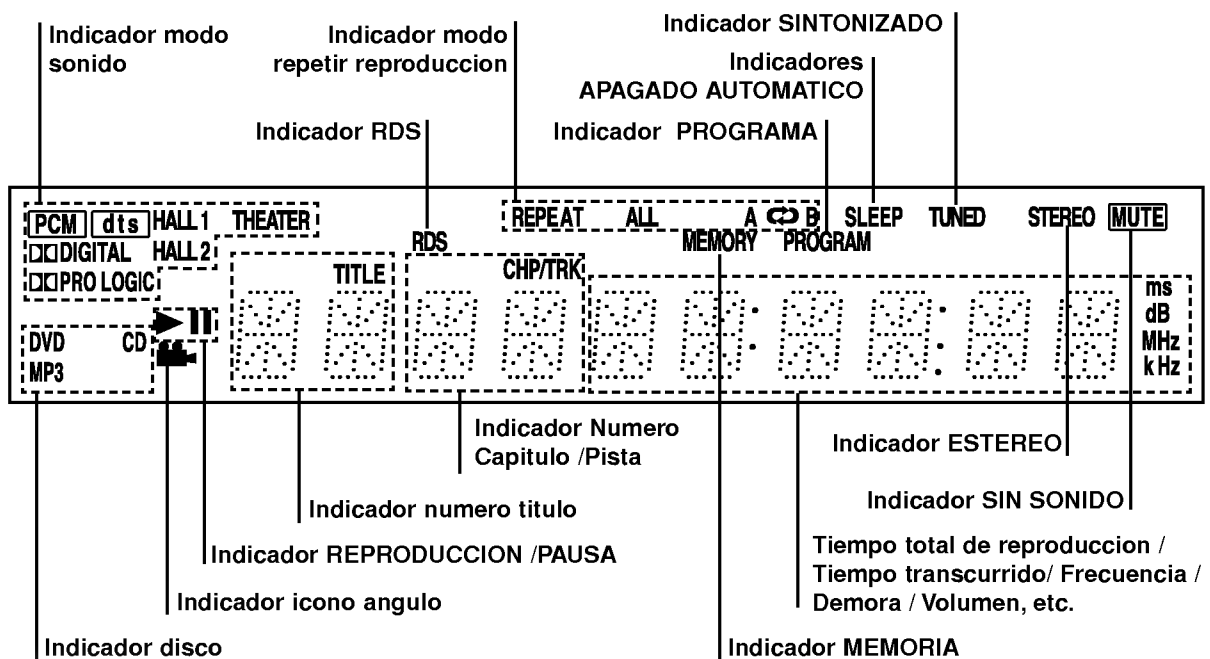 Indicador modo
sonido
Indicador modo
repetir reproduccion
Indicador SINTONIZADO
Indicadores
APAGADO AUTOMATICO
Indicador RDS
Indicador PROGRAMA
PCM dts HALL 1 THEATER
REPEAT ALL A B SLEEP TUNED STEREO MUTE
DIGITAL HALL 2
RDS
MEMORY PROGRAM
PRO LOGIC
TITLE
CHP/TRK
ms
dB
MHz
kHz
DVD CD
MP3
Indicador Numero
Capitulo /Pista
Indicador ESTEREO
Indicador numero titulo
Indicador SIN SONIDO
Indicador REPRODUCCION /PAUSA
Tiempo total de reproduccion /
Tiempo transcurrido/ Frecuencia /
Demora / Volumen, etc.
Indicador icono angulo
Indicador disco
Indicador MEMORIA